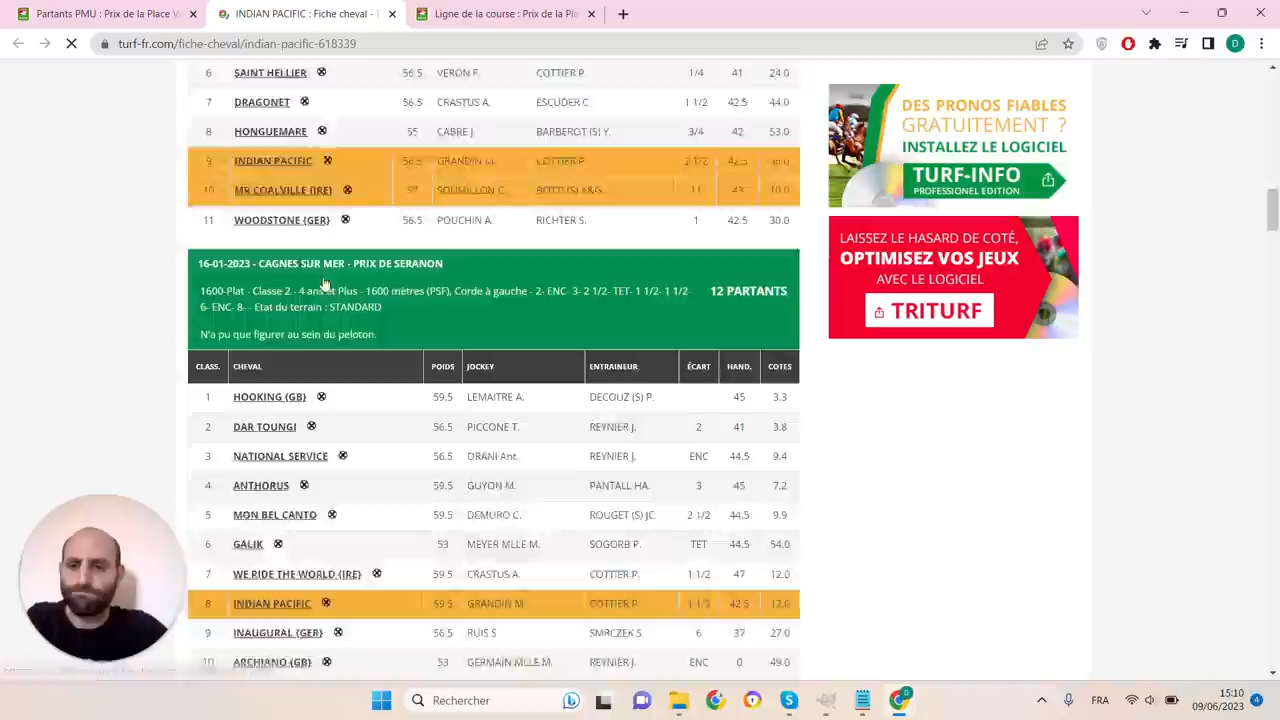 Partants PMU : Prix de la Place V
INDIAN PACIFIC : Fiche cheval -
Ligne de la course : Prix de la Pla
turf-fr.com/fiche-cheval/indian-pacific-618339
6 SAINT HELLIER 56.5 VERON F. COTTIER P. 1/4 41 24.0
7 DRAGONET 56.5 CRASTUS A. ESCUDER C. 1 1/2 42.5 44.0
8 HONGUEMARE 55 CABRE J. BARBEROT (S) Y. 3/4 42 53.0
9 INDIAN PACIFIC GRANDIN M. COTTIER P.
10 MR COALVILLE (IRE) 57 SOUMILLON C. 11 43 10.0
11 WOODSTONE (GER) 56.5 POUCHIN A. RICHTER S. 1 42.5 30.0
16-01-2023 - CAGNES SUR MER - PRIX DE SERANON
- Classe 2 - 4 ans et Plus - 1600 mètres (PSF), Corde à gauche - 2- ENC- 3- 2 1/2- TET- 1 1/2- 1 1/2-
12 PARTANTS
6- ENC- 8- - Etat du terrain : STANDARD
N'a pu que figurer au sein du peloton.
CLASS. CHEVAL POIDS JOCKEY ENTRAINEUR ÉCART HAND. COTES
1 HOOKING (GB) 59.5 LEMAITRE A. DECOUZ (S) P. 45 3.3
2 DAR TOUNGI 56.5 PICCONE T. REYNIER J. 2 41 3.8
3 NATIONAL SERVICE 56.5 ORANI Ant. REYNIER J. ENC 44.5 9.4
4 ANTHORUS 59.5 GUYON M. PANTALL HA. 3 45 7.2
5 MON BEL CANTO 59.5 DEMURO C. ROUGET (S) JC. 2 1/2 44.5 9.9
6 GALIK 53 MEYER MLLE M. SOGORB P. TET 44.5 54.0
7 WE RIDE THE WORLD (IRE) 59.5 CRASTUS A. COTTIER P. 1 1/2 47 12.0
8 INDIAN PACIFIC 59.5 GRANDIN M. COTTIER P. 1 1/2 42.5 12.0
9 INAUGURAL (GER) 56.5 RUIS S. SMRCZEK S. 6 37 27.0
10 ARCHIANO (GB) 53 GERMAIN MLLE M. REYNIER J. ENC 0 49.0
DES PRONOS FIABLES
GRATUITEMENT ?
INSTALLEZ LE LOGICIEL
TURF-INFO
PROFESSIONEL EDITION
LAISSEZ LE HASARD DE COTÉ,
OPTIMISEZ VOS JEUX
AVEC LE LOGICIEL
TRITURF
Rechercher
FRA
15:10
09/06/2023